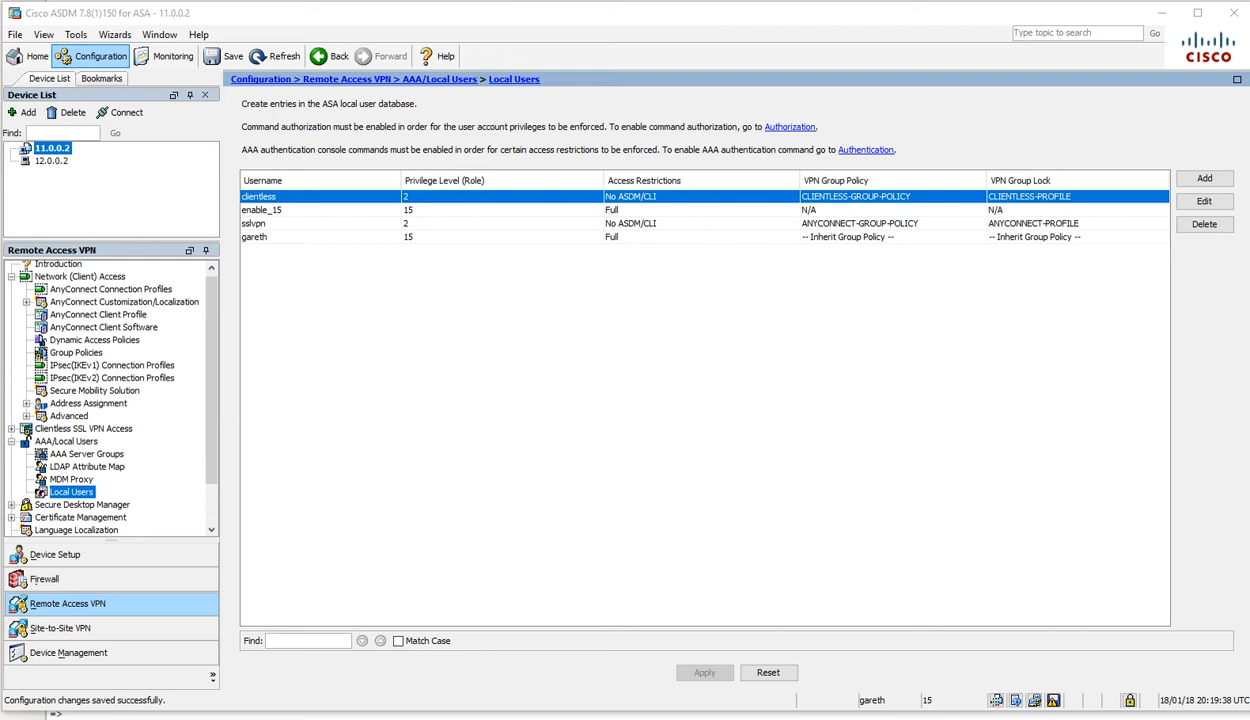 Cisco ASDM 7.8(1)150 for ASA - 11.0.0.2
File View Tools Wizards Window Help
Type topic to search Go
Home Configuration Monitoring Save Refresh Back Forward Help
CISCO
Device List Bookmarks
Configuration > Remote Access VPN > AAA/Local Users > Local Users
Device List
Add Delete Connect
Find: Go
11.0.0.2
12.0.0.2
Create entries in the ASA local user database.
Command authorization must be enabled in order for the user account privileges to be enforced. To enable command authorization, go to Authorization.
AAA authentication console commands must be enabled in order for certain access restrictions to be enforced. To enable AAA authentication command go to Authentication.
Username Privilege Level (Role) Access Restrictions VPN Group Policy VPN Group Lock
clientless 2 No ASDM/CLI CLIENTLESS-GROUP-POLICY CLIENTLESS-PROFILE
enable_15 15 Full N/A N/A
sslvpn 2 No ASDM/CLI ANYCONNECT-GROUP-POLICY ANYCONNECT-PROFILE
gareth 15 Full -- Inherit Group Policy -- -- Inherit Group Policy --
Add
Edit
Delete
Remote Access VPN
Introduction
Network (Client) Access
AnyConnect Connection Profiles
AnyConnect Customization/Localization
AnyConnect Client Profile
AnyConnect Client Software
Dynamic Access Policies
Group Policies
IPsec(IKEv1) Connection Profiles
IPsec(IKEv2) Connection Profiles
Secure Mobility Solution
Address Assignment
Advanced
Clientless SSL VPN Access
AAA/Local Users
AAA Server Groups
LDAP Attribute Map
MDM Proxy
Local Users
Secure Desktop Manager
Certificate Management
Language Localization
Device Setup
Firewall
Remote Access VPN
Site-to-Site VPN
Device Management
»
Find: Match Case
Apply Reset
Configuration changes saved successfully. gareth 15 18/01/18 20:19:38 UTC
=>